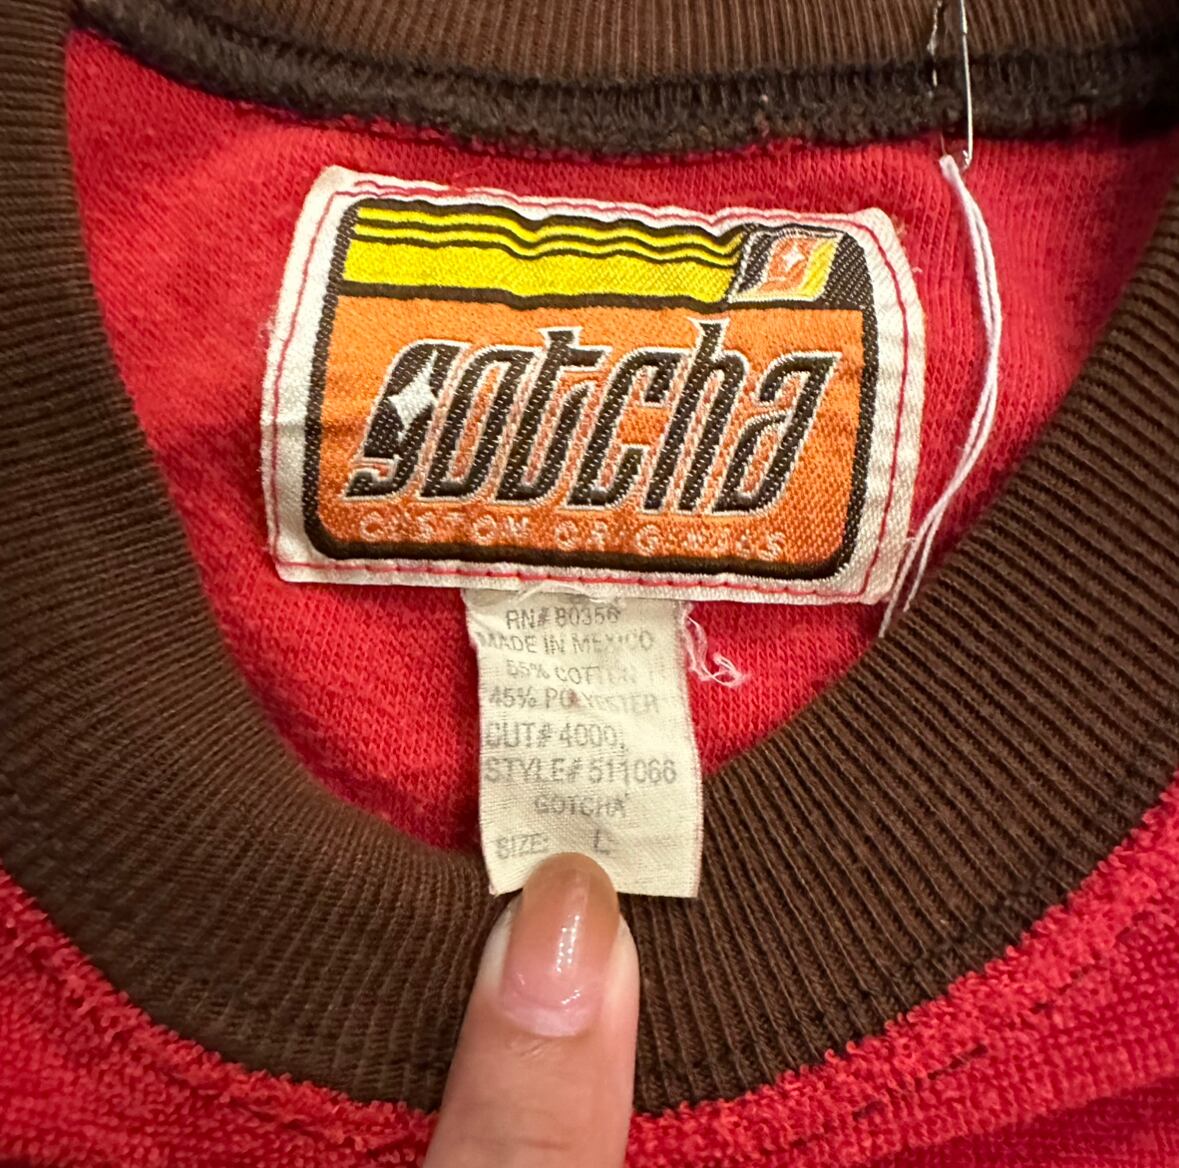 gotcha
CUSTOM ORIGINALS
RN# 80356
MADE IN MEXICO
55% COTTON
45% POLYESTER
CUT# 4000
STYLE# 511066
GOTCHA
SIZE: L